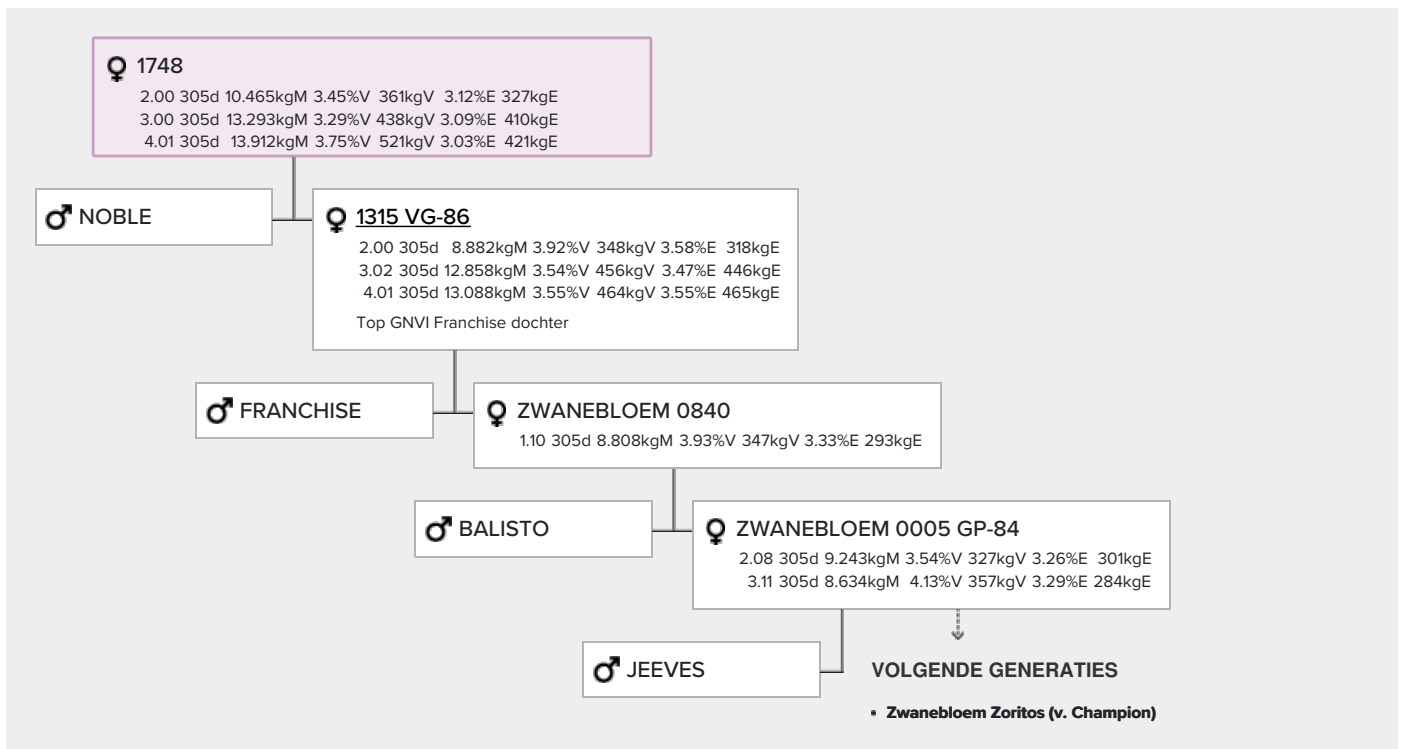 1748
2.00 305d 10.465kgM 3.45%V 361kgV 3.12%E 327kgE
3.00 305d 13.293kgM 3.29%V 438kgV 3.09%E 410kgE
4.01 305d 13.912kgM 3.75%V 521kgV 3.03%E 421kgE
NOBLE
1315 VG-86
2.00 305d 8.882kgM 3.92%V 348kgV 3.58%E 318kgE
3.02 305d 12.858kgM 3.54%V 456kgV 3.47%E 446kgE
4.01 305d 13.088kgM 3.55%V 464kgV 3.55%E 465kgE
Top GNVI Franchise dochter
FRANCHISE
ZWANEBLOEM 0840
1.10 305d 8.808kgM 3.93%V 347kgV 3.33%E 293kgE
BALISTO
ZWANEBLOEM 0005 GP-84
2.08 305d 9.243kgM 3.54%V 327kgV 3.26%E 301kgE
3.11 305d 8.634kgM 4.13%V 357kgV 3.29%E 284kgE
JEEVES
VOLGENDE GENERATIES
• Zwanebloem Zoritos (v. Champion)